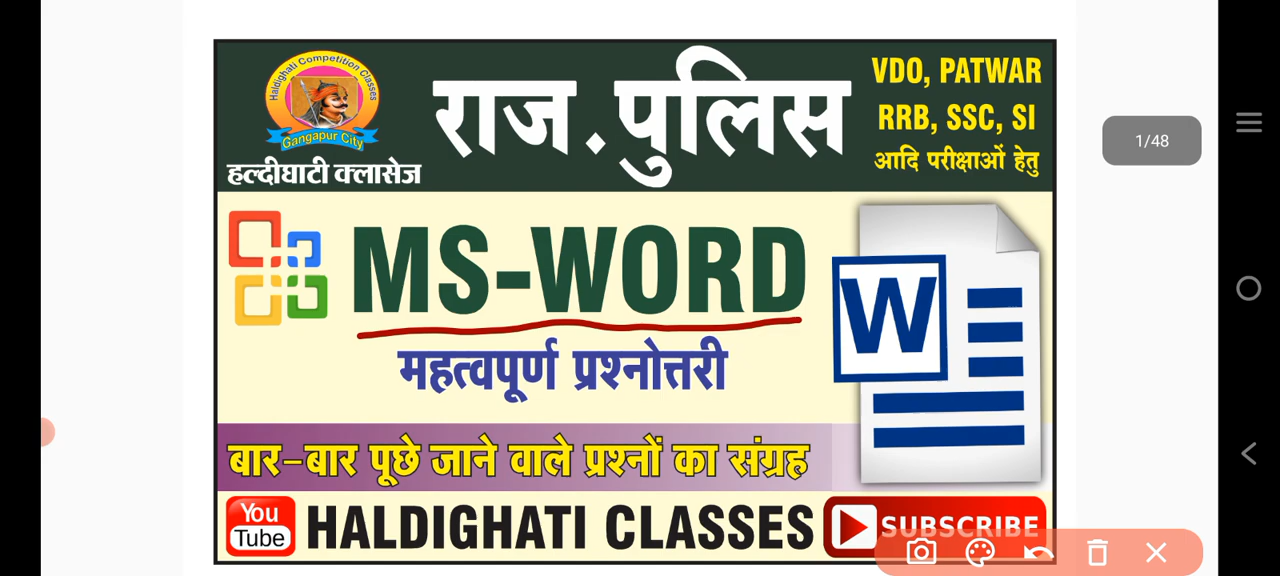 Haldighati Competition Classes
Gangapur City
हल्दीघाटी क्लासेज
राज.पुलिस
VDO, PATWAR
RRB, SSC, SI
आदि परीक्षाओं हेतु
1/48
MS-WORD
W
महत्वपूर्ण प्रश्नोत्तरी
बार-बार पूछे जाने वाले प्रश्नों का संग्रह
You
Tube
HALDIGHATI CLASSES
SUBSCRIBE